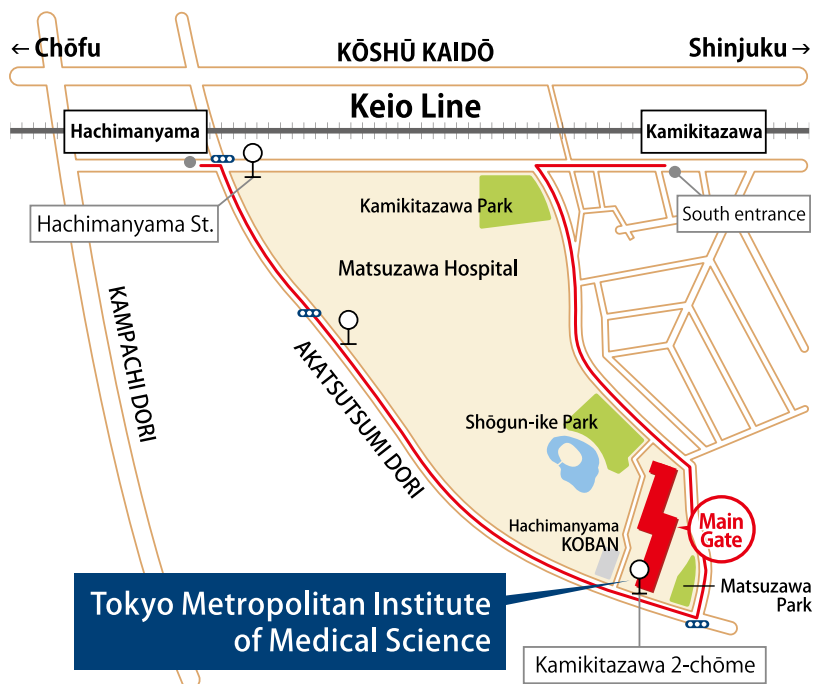 ← Chōfu
KŌSHŪ KAIDŌ
Shinjuku →
Keio Line
Hachimanyama
Kamikitazawa
Kamikitazawa Park
South entrance
Hachimanyama St.
Matsuzawa Hospital
KAMPACHI DORI
AKATSUTSUMI DORI
Shōgun-ike Park
Hachimanyama
KOBAN
Main
Gate
Matsuzawa
Park
Tokyo Metropolitan Institute
of Medical Science
Kamikitazawa 2-chōme